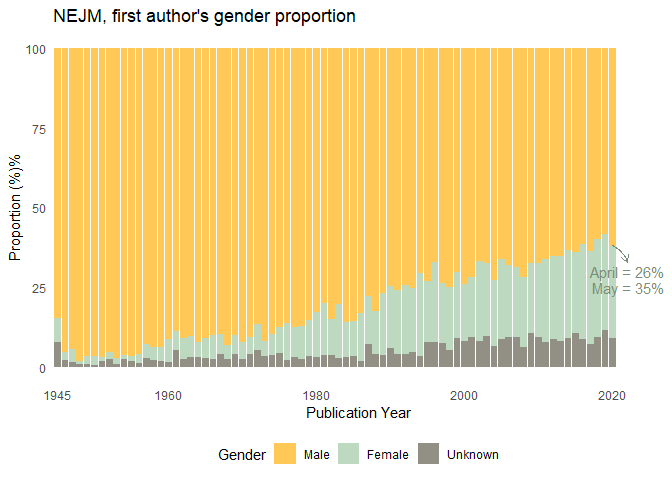 NEJM, first author's gender proportion
100
75
50
25
0
Proportion (%)%
April = 26%
May = 35%
1945
1960
1980
2000
2020
Publication Year
Gender
Male
Female
Unknown